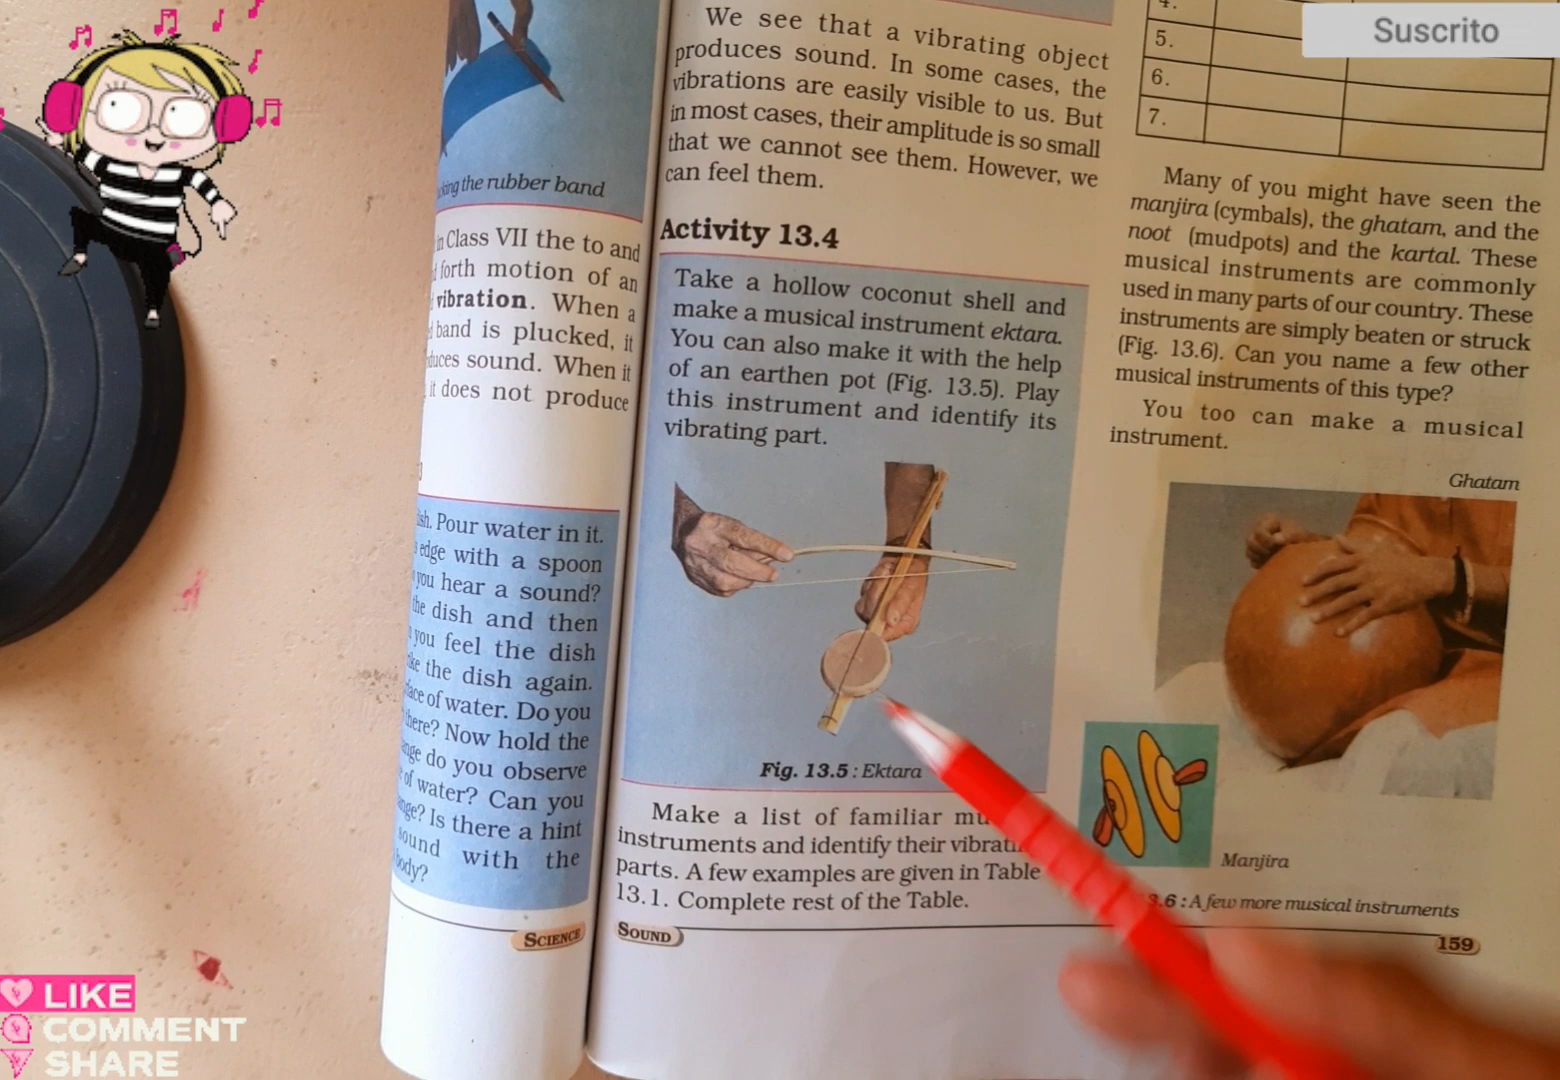 the rubber band
in Class VII the to and
forth motion of an
vibration. When a
band is plucked, it
sound. When it
it does not produce
Pour water in it.
edge with a spoon
you hear a sound?
the dish and then
you feel the dish
the dish again.
of water. Do you
there? Now hold the
do you observe
of water? Can you
Is there a hint
sound with the
body?
SCIENCE
We see that a vibrating object
produces sound. In some cases, the
vibrations are easily visible to us. But
in most cases, their amplitude is so small
that we cannot see them. However, we
can feel them.
Activity 13.4
Take a hollow coconut shell and
make a musical instrument ektara.
You can also make it with the help
of an earthen pot (Fig. 13.5). Play
this instrument and identify its
vibrating part.
Fig. 13.5 : Ektara
Make a list of familiar
instruments and identify their
parts. A few examples are given in Table
13.1. Complete rest of the Table.
SOUND
4.
5.
6.
7.
Many of you might have seen the
manjira (cymbals), the ghatam, and the
noot (mudpots) and the kartal. These
musical instruments are commonly
used in many parts of our country. These
instruments are simply beaten or struck
(Fig. 13.6). Can you name a few other
musical instruments of this type?
You too can make a musical
instrument.
Ghatam
Manjira
3.6 : A few more musical instruments
159
Suscrito
LIKE
COMMENT
SHARE